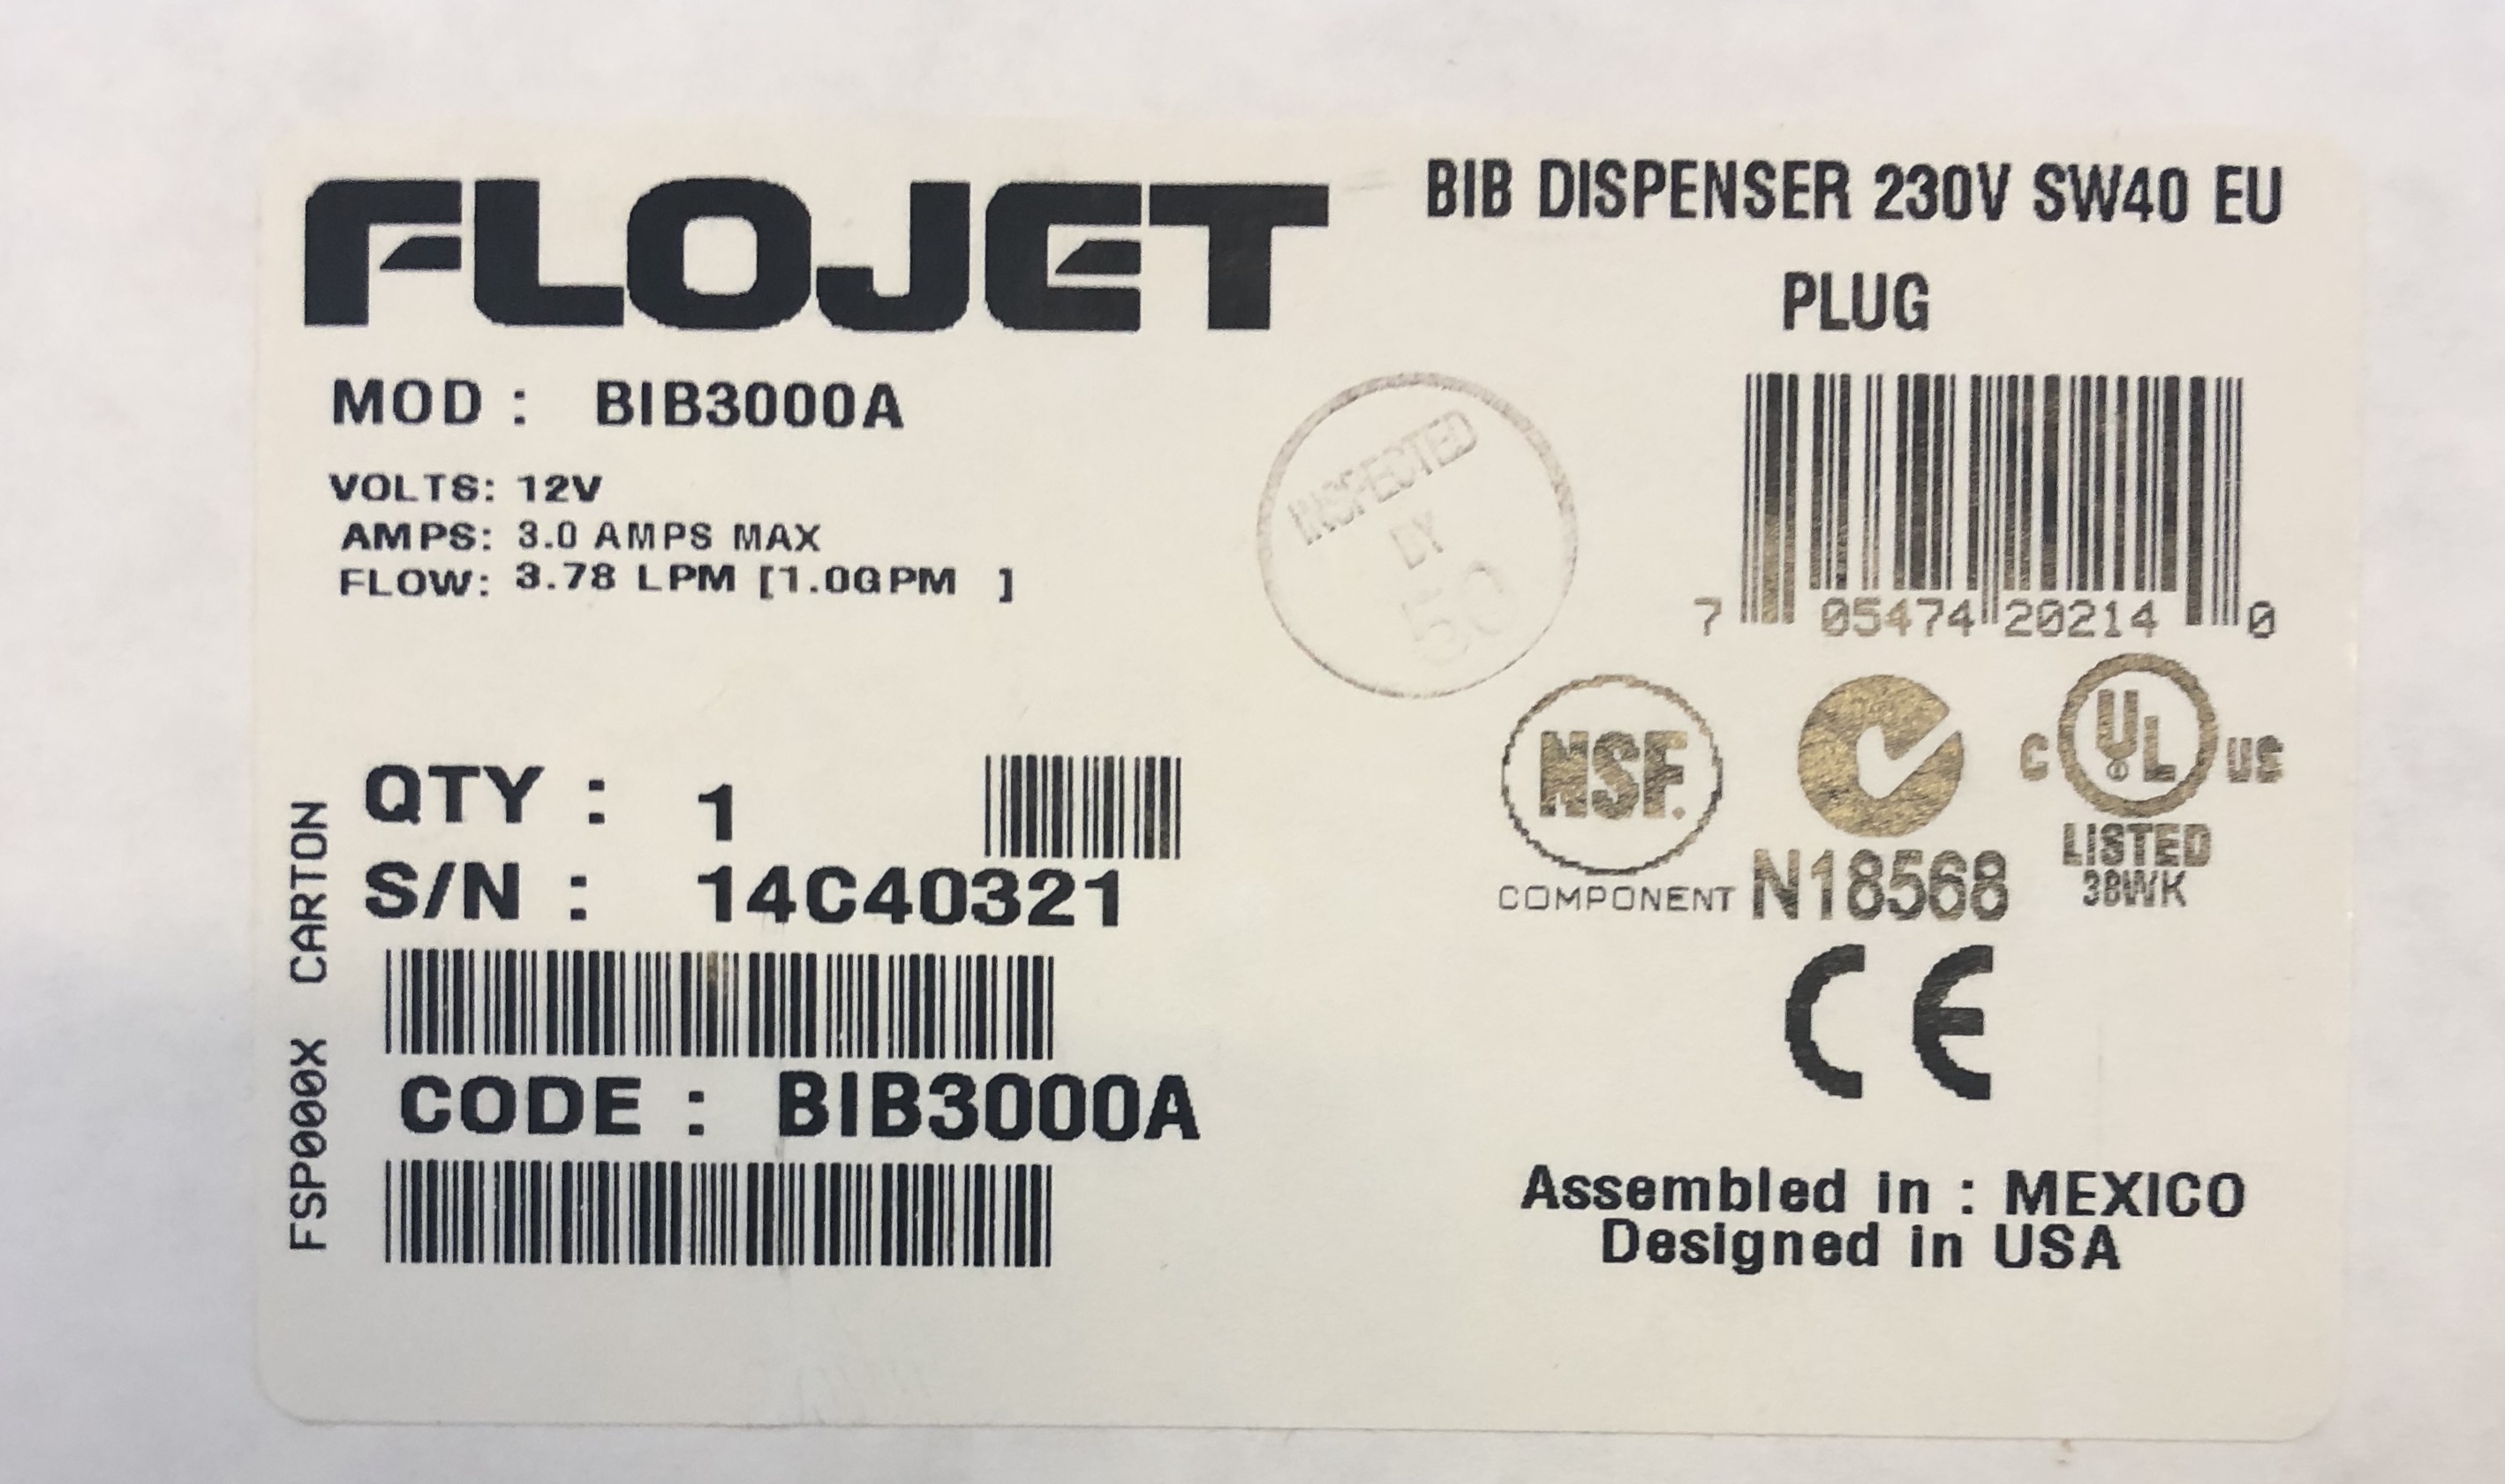 FLOJET
BIB DISPENSER 230V SW40 EU
PLUG
MOD : BIB3000A
VOLTS: 12V
AMPS: 3.0 AMPS MAX
FLOW: 3.78 LPM [1.0GPM ]
INSPECTED
BY
50
7 05474 20214 0
NSF.
COMPONENT
N18568
C UL US
LISTED
38WK
CE
QTY : 1
S/N : 14C40321
CODE : BIB3000A
FSP000X CARTON
Assembled in : MEXICO
Designed in USA